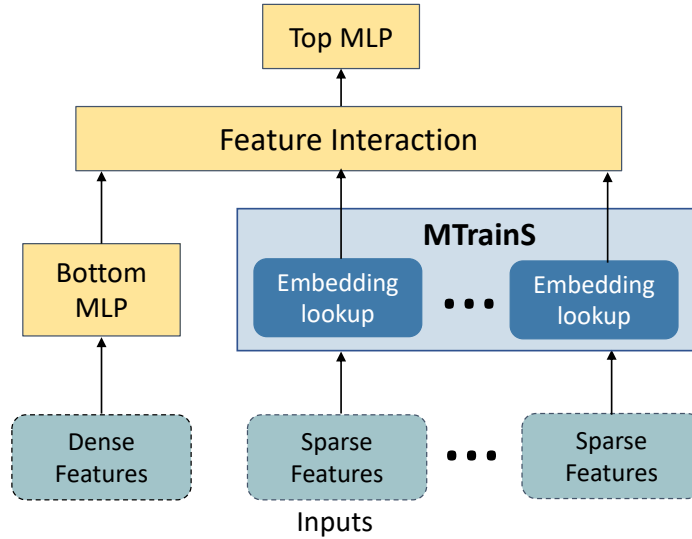 Top MLP
Feature Interaction
MTrainS
Bottom
MLP
Embedding
lookup
Embedding
lookup
Dense
Features
Sparse
Features
Sparse
Features
Inputs